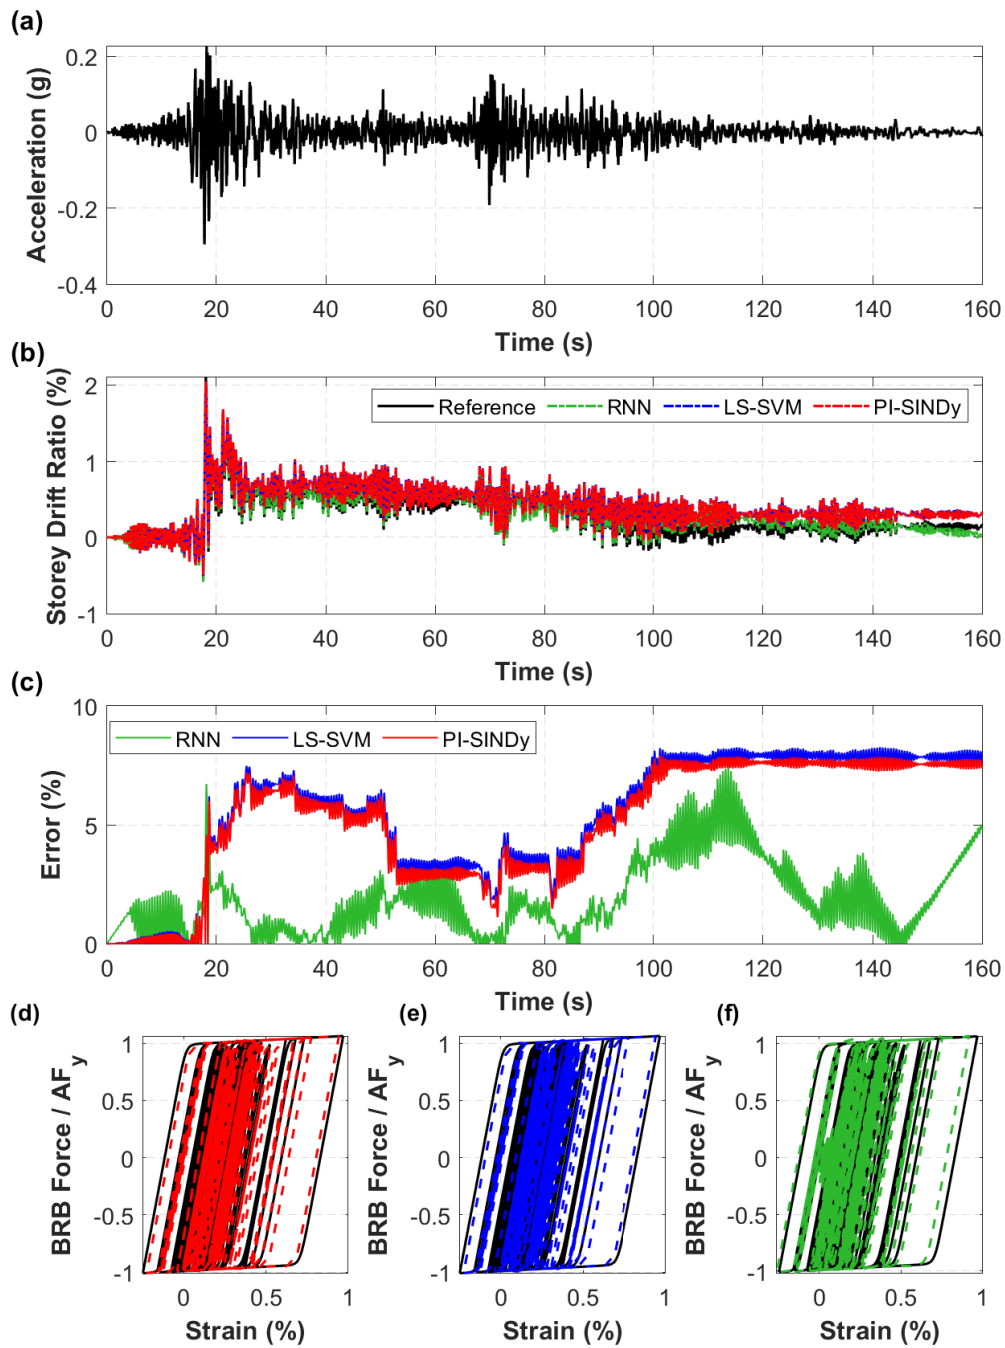 (a)
Acceleration (g)
0.2
0
-0.2
-0.4
0 20 40 60 80 100 120 140 160
Time (s)
(b)
Storey Drift Ratio (%)
2
1
0
-1
Reference RNN LS-SVM PI-SINDy
0 20 40 60 80 100 120 140 160
Time (s)
(c)
Error (%)
10
5
0
RNN LS-SVM PI-SINDy
0 20 40 60 80 100 120 140 160
Time (s)
(d)
BRB Force / AFy
1
0.5
0
-0.5
-1
0 0.5 1
Strain (%)
(e)
BRB Force / AFy
1
0.5
0
-0.5
-1
0 0.5 1
Strain (%)
(f)
BRB Force / AFy
1
0.5
0
-0.5
-1
0 0.5 1
Strain (%)